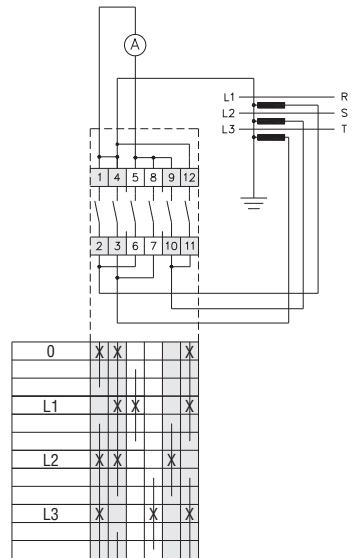 A
L1 R
L2 S
L3 T
1 4 5 8 9 12
2 3 6 7 10 11
0 X X X
L1 X X X
L2 X X X
L3 X X X